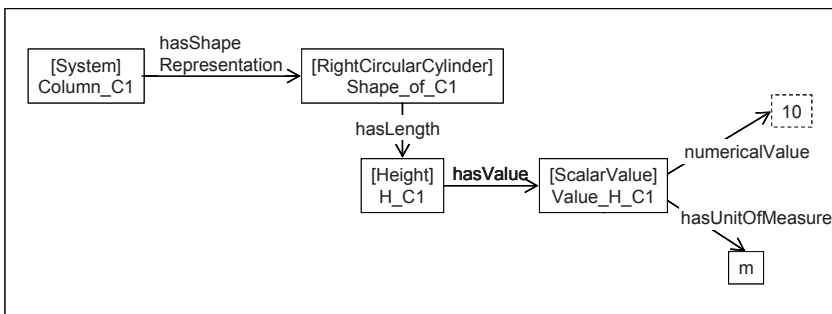 hasShape
Representation
[System]
Column_C1
[RightCircularCylinder]
Shape_of_C1
hasLength
10
numericalValue
[Height]
H_C1
hasValue
[ScalarValue]
Value_H_C1
hasUnitOfMeasure
m